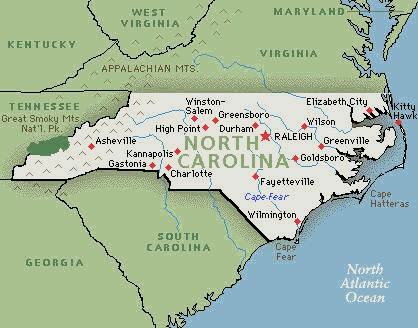 WEST
VIRGINIA
MARYLAND
KENTUCKY
VIRGINIA
APPALACHIAN MTS.
TENNESSEE
Great Smoky Mts.
Nat'l. Pk.
Winston-
Salem
Greensboro
Elizabeth City
Kitty
Hawk
High Point
Durham
RALEIGH
Wilson
Asheville
NORTH
CAROLINA
Greenville
Kannapolis
Goldsboro
Gastonia
Charlotte
Fayetteville
Cape Fear
Cape
Hatteras
Wilmington
SOUTH
CAROLINA
Cape
Fear
GEORGIA
North
Atlantic
Ocean